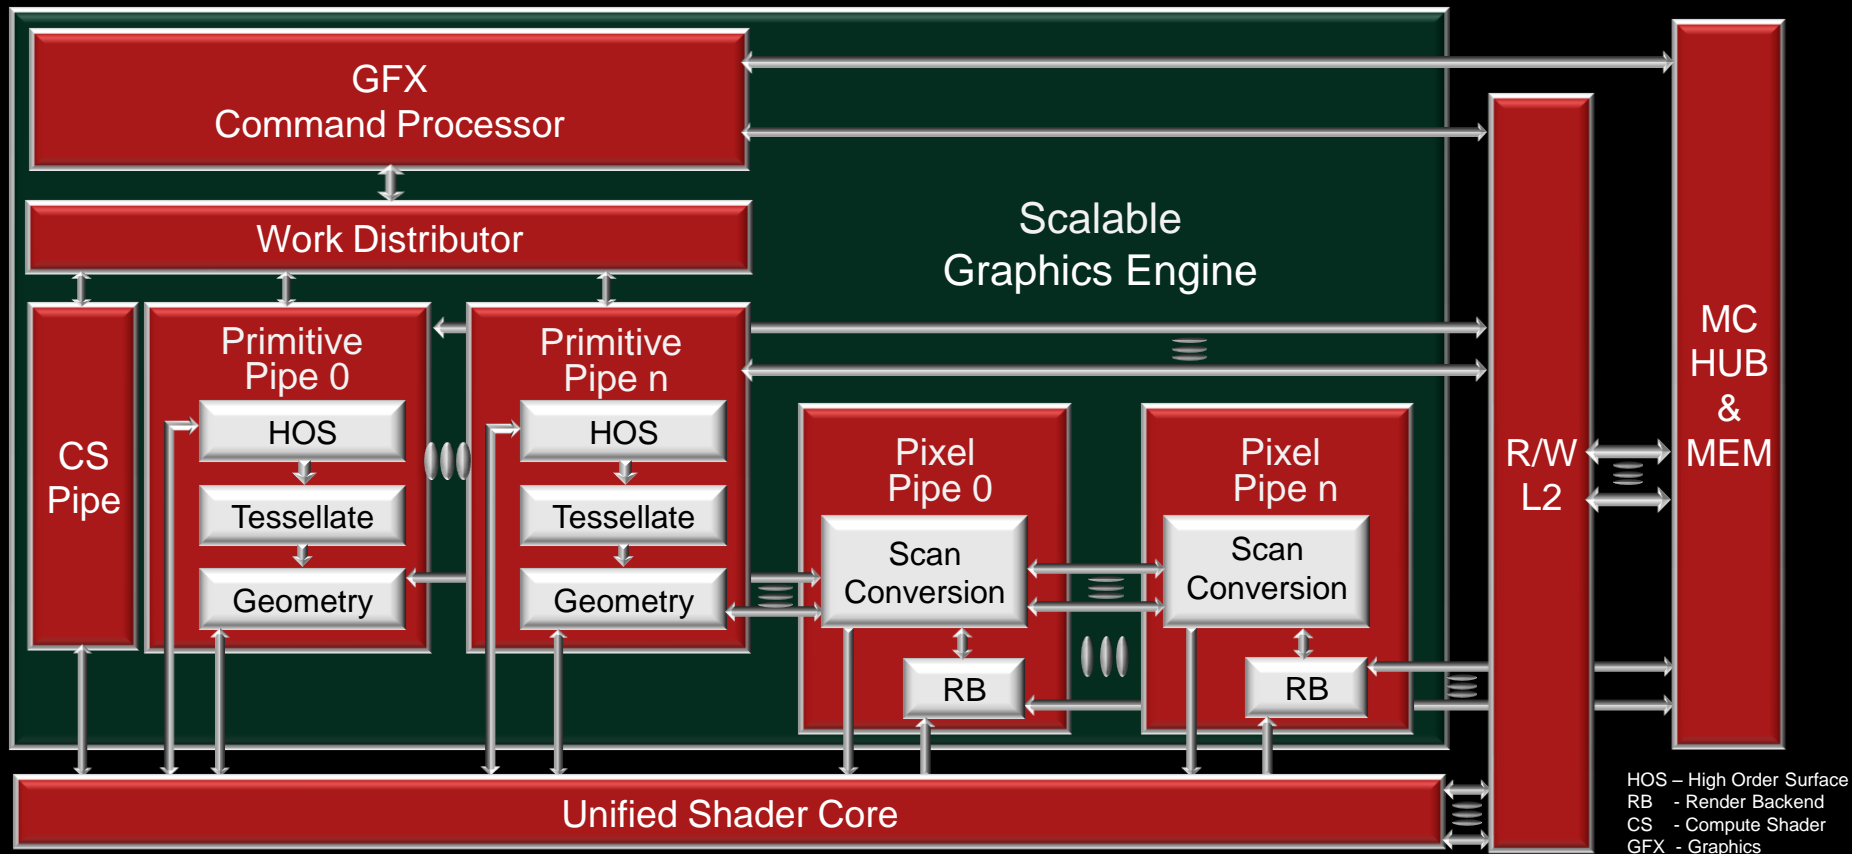 GFX
Command Processor
Work Distributor
Scalable
Graphics Engine
CS
Pipe
Primitive
Pipe 0
HOS
Tessellate
Geometry
Primitive
Pipe n
HOS
Tessellate
Geometry
Pixel
Pipe 0
Scan
Conversion
RB
Pixel
Pipe n
Scan
Conversion
RB
R/W
L2
MC
HUB
&
MEM
Unified Shader Core
HOS – High Order Surface
RB - Render Backend
CS - Compute Shader
GFX - Graphics